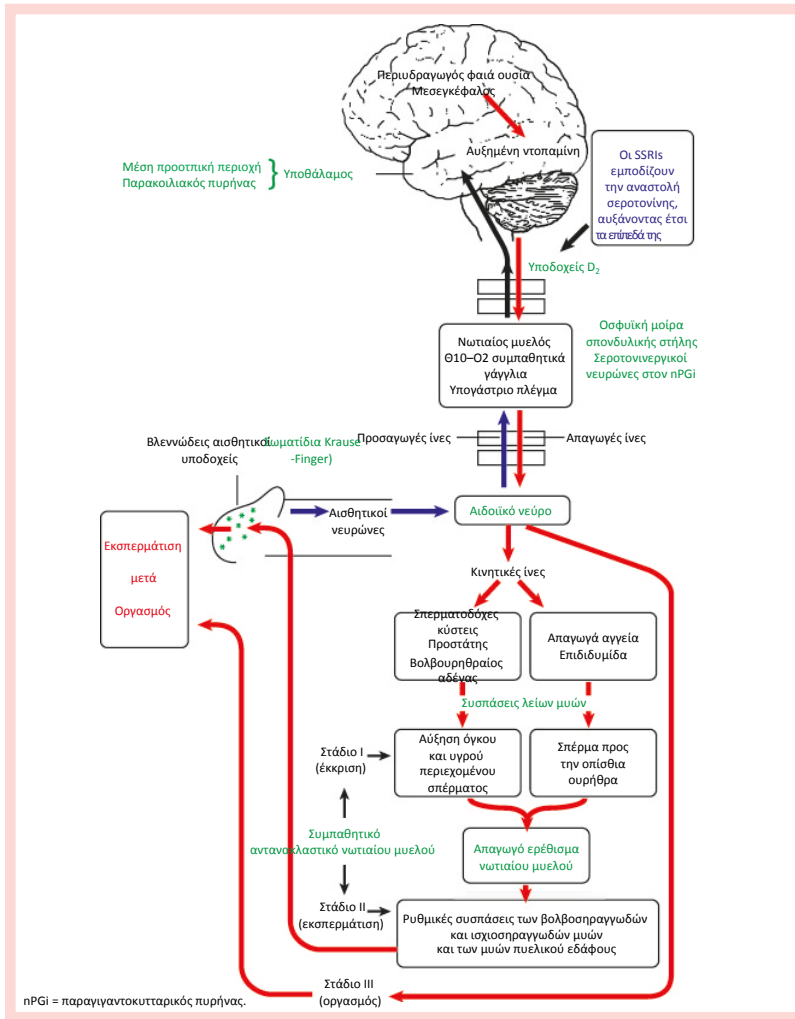 Περιυδραγωγός φαιά ουσία
Μεσεγκέφαλος
Αυξημένη ντοπαμίνη
Μέση προοτπική περιοχή
Παρακοιλιακός πυρήνας
Υποθάλαμος
Οι SSRIs
εμποδίζουν
την αναστολή
σεροτονίνης,
αυξάνοντας έτσι
τα επίπεδά της
Υποδοχείς D₂
Νωτιαίος μυελός
Θ10–Ο2 συμπαθητικά
γάγγλια
Υπογάστριο πλέγμα
Οσφυϊκή μοίρα
σπονδυλικής στήλης
Σεροτονινεργικοί
νευρώνες στον nPGi
Βλεννώδεις αισθητικοί
υποδοχείς
Σωματίδια Krause
-Finger)
Προσαγωγές ίνες
Απαγωγές ίνες
Αισθητικοί
νευρώνες
Αιδοϊκό νεύρο
Εκσπερμάτιση
μετά
Οργασμός
Κινητικές ίνες
Σπερματοδόχες
κύστεις
Προστάτης
Βολβουρηθραίος
αδένας
Απαγωγά αγγεία
Επιδιδυμίδα
Συσπάσεις λείων μυών
Στάδιο Ι
(έκκριση)
Αύξηση όγκου
και υγρού
περιεχομένου
σπέρματος
Σπέρμα προς
την οπίσθια
ουρήθρα
Συμπαθητικό
αντανακλαστικό νωτιαίου μυελού
Απαγωγό ερέθισμα
νωτιαίου μυελού
Στάδιο ΙΙ
(εκσπερμάτιση)
Ρυθμικές συσπάσεις των βολβοσηραγγωδών
και ισχιοσηραγγωδών μυών
και των μυών πυελικού εδάφους
Στάδιο ΙΙΙ
(οργασμός)
nPGi = παραγιγαντοκυτταρικός πυρήνας.